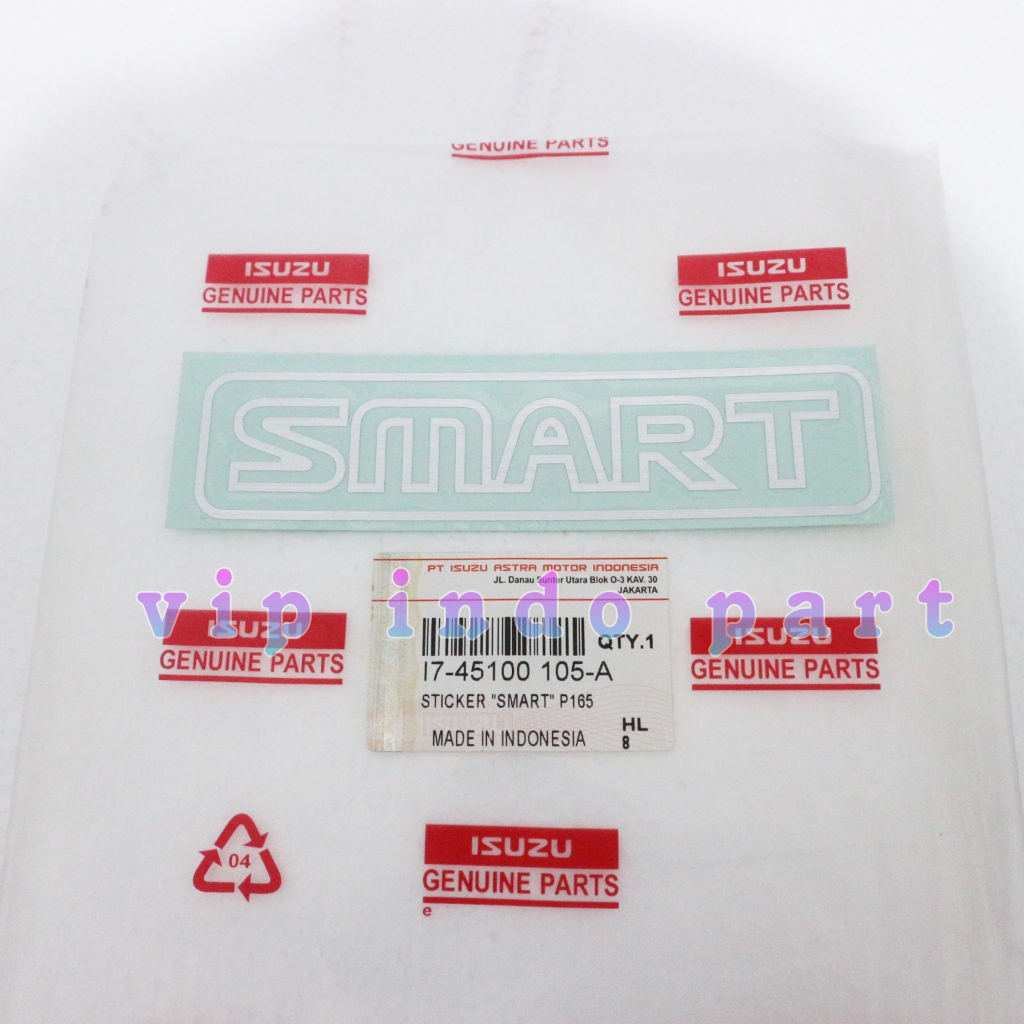 GENUINE PARTS
ISUZU
GENUINE PARTS
ISUZU
GENUINE PARTS
SMART
PT ISUZU ASTRA MOTOR INDONESIA
JL. Danau Sunter Utara Blok O-3 KAV. 30
JAKARTA
vip indo part
ISUZU
GENUINE PARTS
QTY.1
I7-45100 105-A
STICKER "SMART" P165
MADE IN INDONESIA
HL
8
ISUZU
GENUINE PARTS
04
ISUZU
GENUINE PARTS
e